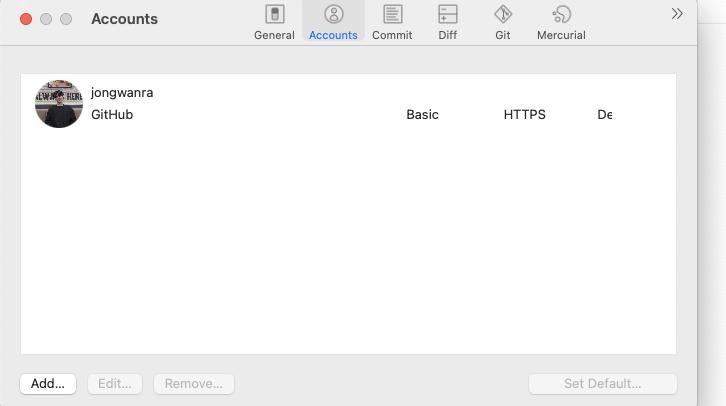 Accounts
General
Accounts
Commit
Diff
Git
Mercurial
jongwanra
GitHub Basic HTTPS De
Add...
Edit...
Remove...
Set Default...